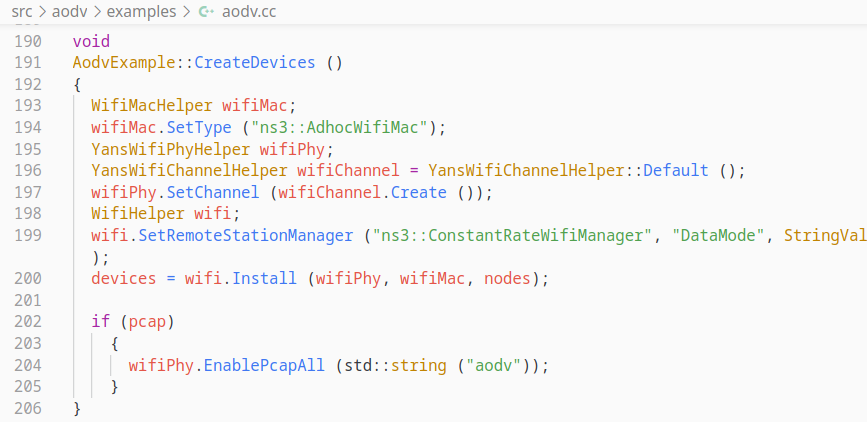 src > aodv > examples > aodv.cc
190 void
191 AodvExample::CreateDevices ()
192 {
193 WifiMacHelper wifiMac;
194 wifiMac.SetType ("ns3::AdhocWifiMac");
195 YansWifiPhyHelper wifiPhy;
196 YansWifiChannelHelper wifiChannel = YansWifiChannelHelper::Default ();
197 wifiPhy.SetChannel (wifiChannel.Create ());
198 WifiHelper wifi;
199 wifi.SetRemoteStationManager ("ns3::ConstantRateWifiManager", "DataMode", StringVal
);
200 devices = wifi.Install (wifiPhy, wifiMac, nodes);
201
202 if (pcap)
203 {
204 wifiPhy.EnablePcapAll (std::string ("aodv"));
205 }
206 }